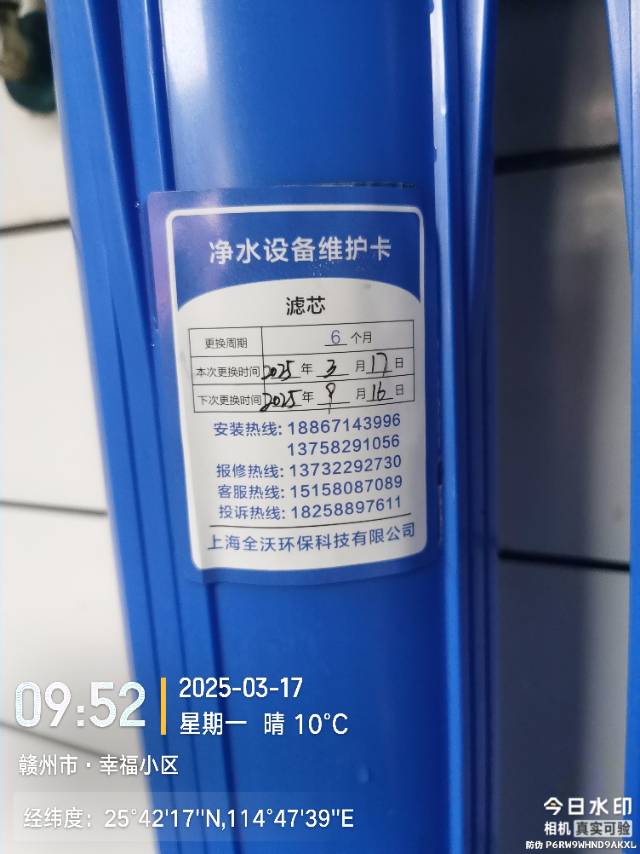 净水设备维护卡
滤芯
更换周期 6 个月
本次更换时间 2025 年 3 月 17 日
下次更换时间 2025 年 9 月 16 日
安装热线: 18867143996
13758291056
报修热线: 13732292730
客服热线: 15158087089
投诉热线: 18258897611
上海全沃环保科技有限公司
09:52
2025-03-17
星期一 晴 10°C
赣州市·幸福小区
经纬度: 25°42'17"N,114°47'39"E
今日水印
相机 真实可验
防伪 P6RW9WHND9AKXL